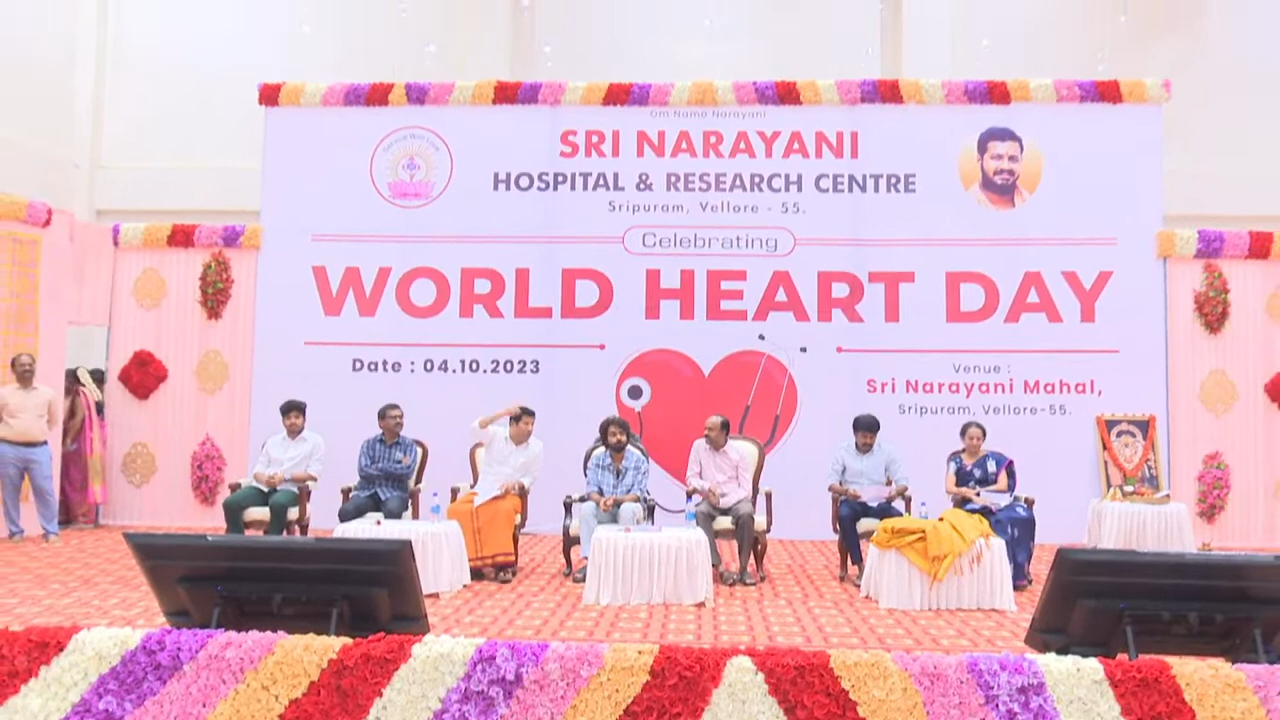 Om Namo Narayani
SRI NARAYANI
HOSPITAL & RESEARCH CENTRE
Sripuram, Vellore - 55.
Celebrating
WORLD HEART DAY
Date : 04.10.2023
Venue :
Sri Narayani Mahal,
Sripuram, Vellore-55.